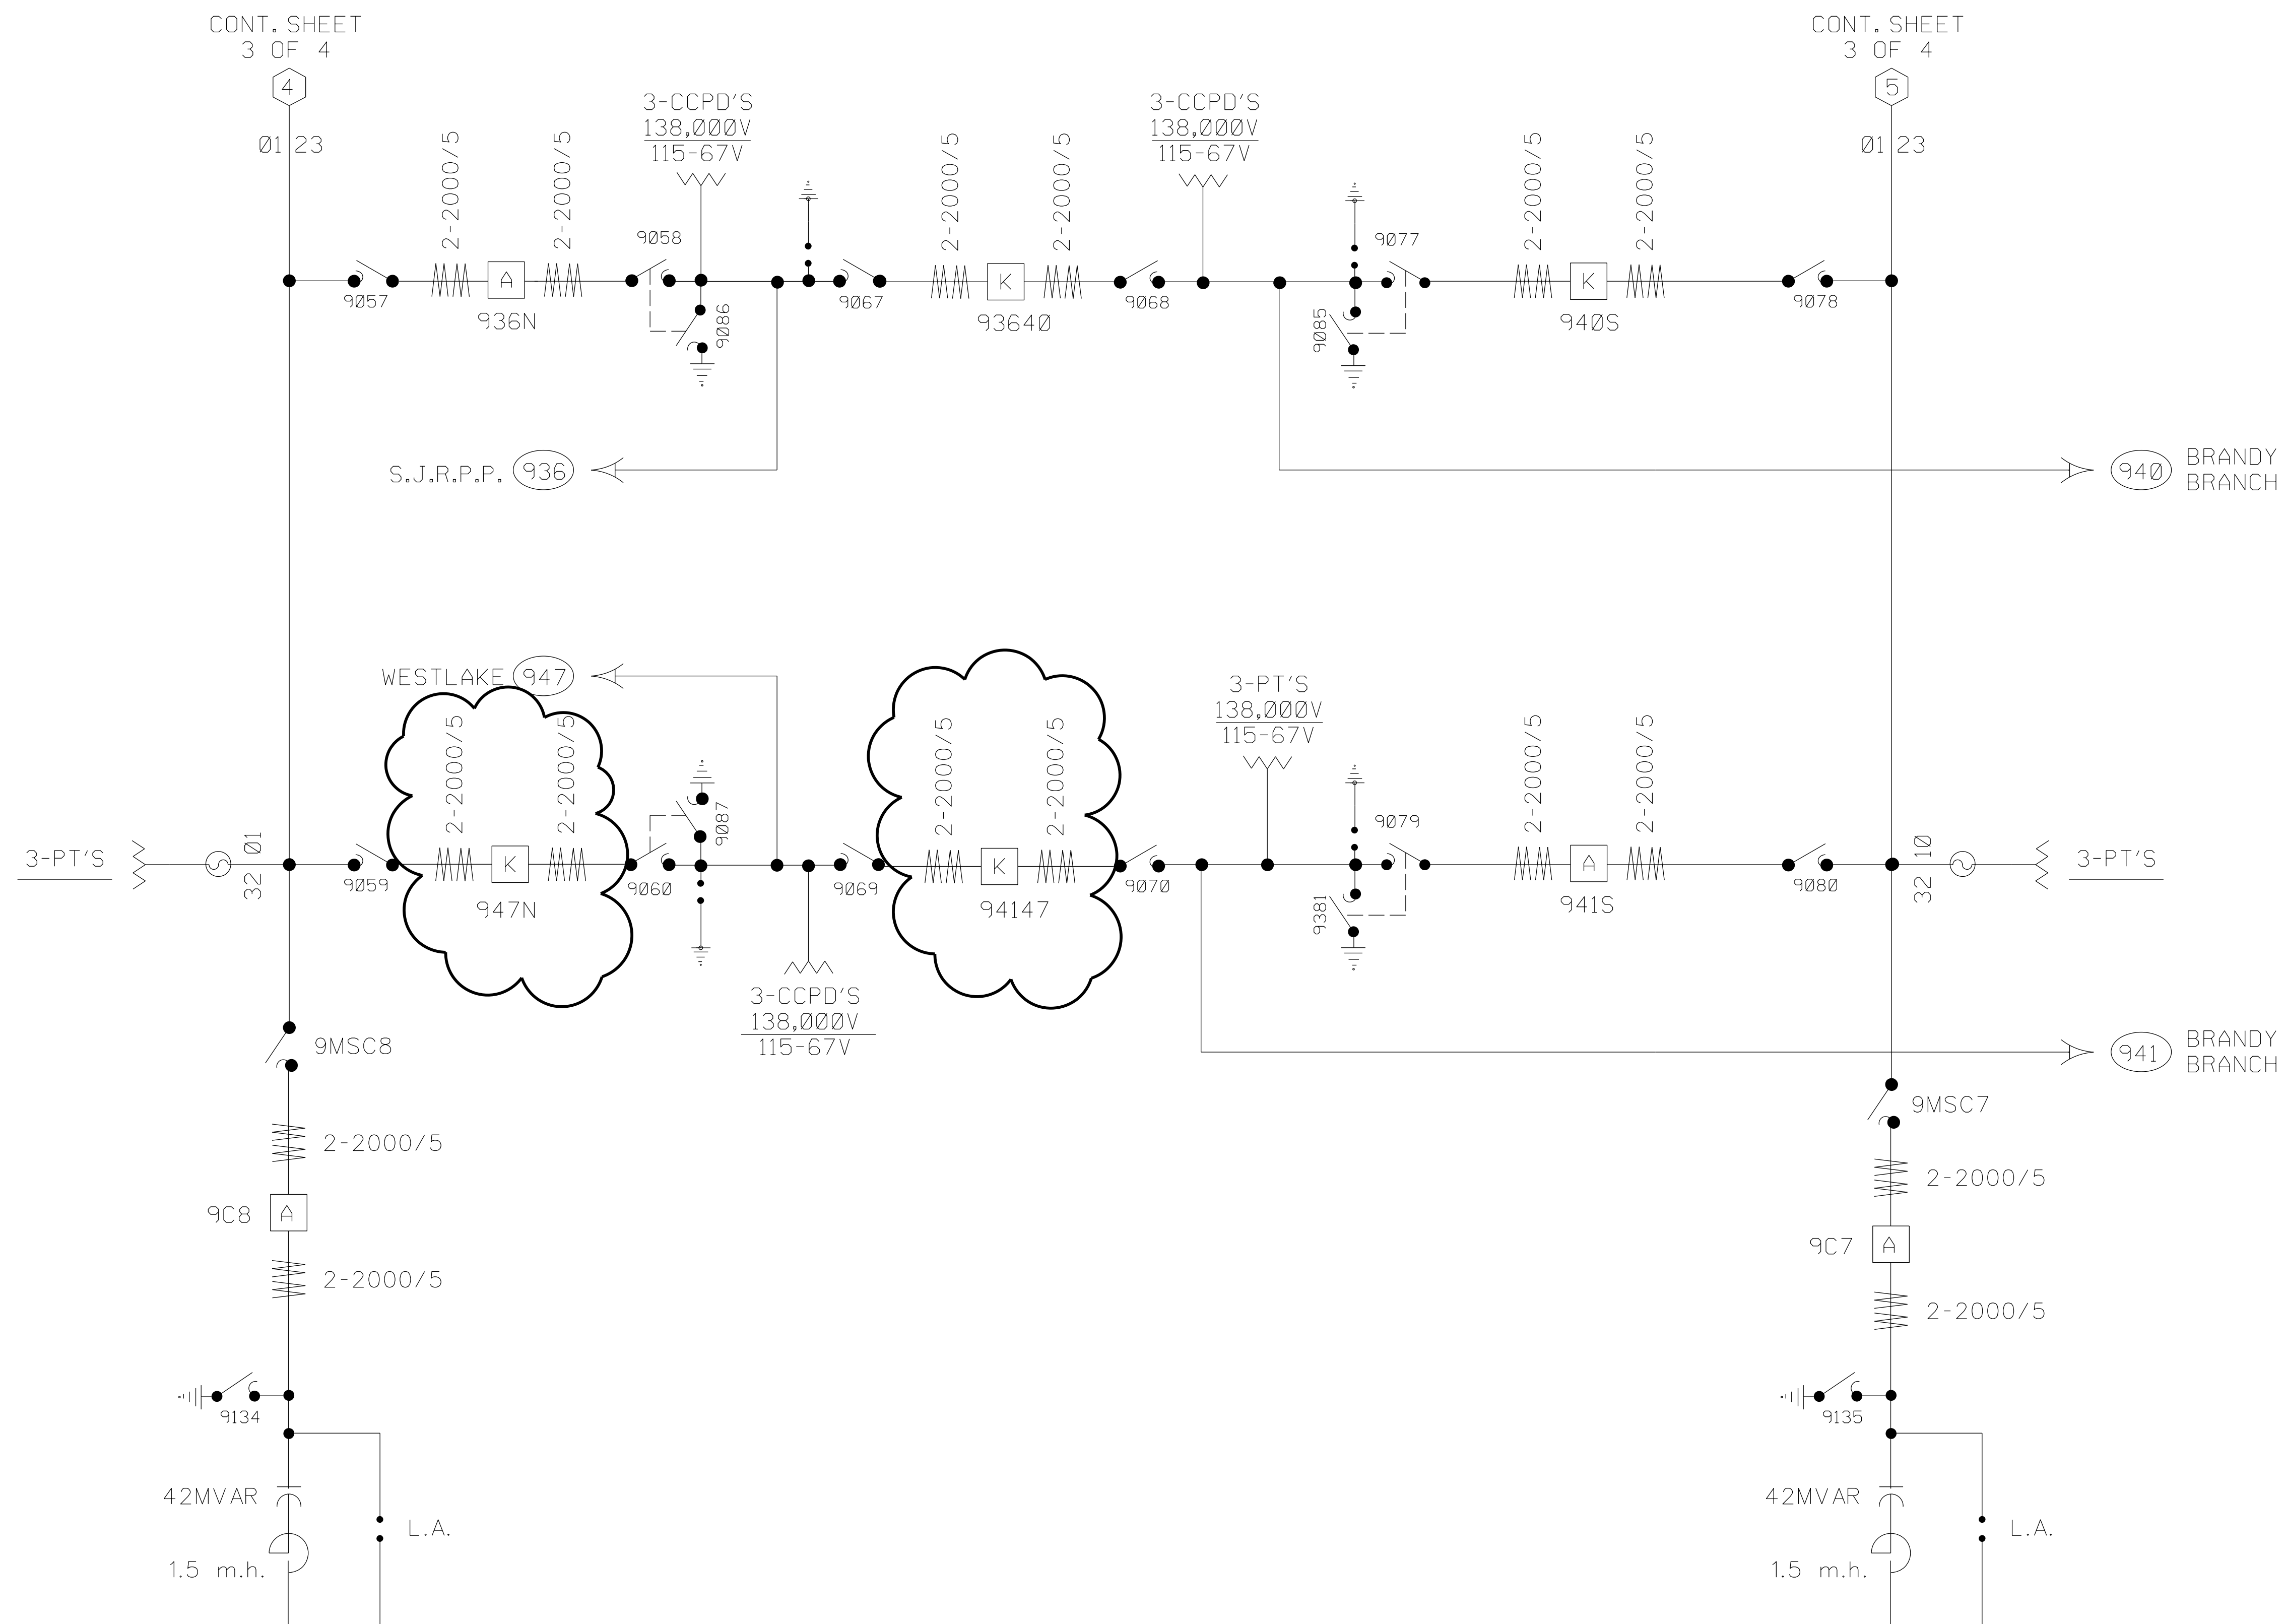 CONT. SHEET
3 OF 4
4
Ø1 23
CONT. SHEET
3 OF 4
5
Ø1 23
3-CCPD'S
138,ØØØV
115-67V
3-CCPD'S
138,ØØØV
115-67V
2-2000/5
2-2000/5
2-2000/5
2-2000/5
2-2000/5
2-2000/5
9Ø57
A
936N
9Ø58
9Ø86
9Ø67
K
9364Ø
9Ø68
9Ø77
9Ø85
K
94ØS
9Ø78
S.J.R.P.P. 936
94Ø
BRANDY
BRANCH
WESTLAKE 947
3-PT'S
138,ØØØV
115-67V
2-2000/5
2-2000/5
2-2000/5
2-2000/5
2-2000/5
2-2000/5
3-PT'S
32 Ø1
9Ø59
K
947N
9Ø6Ø
9Ø87
9Ø69
K
94147
9Ø7Ø
9Ø79
9381
A
941S
9Ø8Ø
32 1Ø
3-PT'S
3-CCPD'S
138,ØØØV
115-67V
941
BRANDY
BRANCH
9MSC8
2-2000/5
9C8
A
2-2000/5
9134
42MVAR
L.A.
1.5 m.h.
9MSC7
2-2000/5
9C7
A
2-2000/5
9135
42MVAR
L.A.
1.5 m.h.